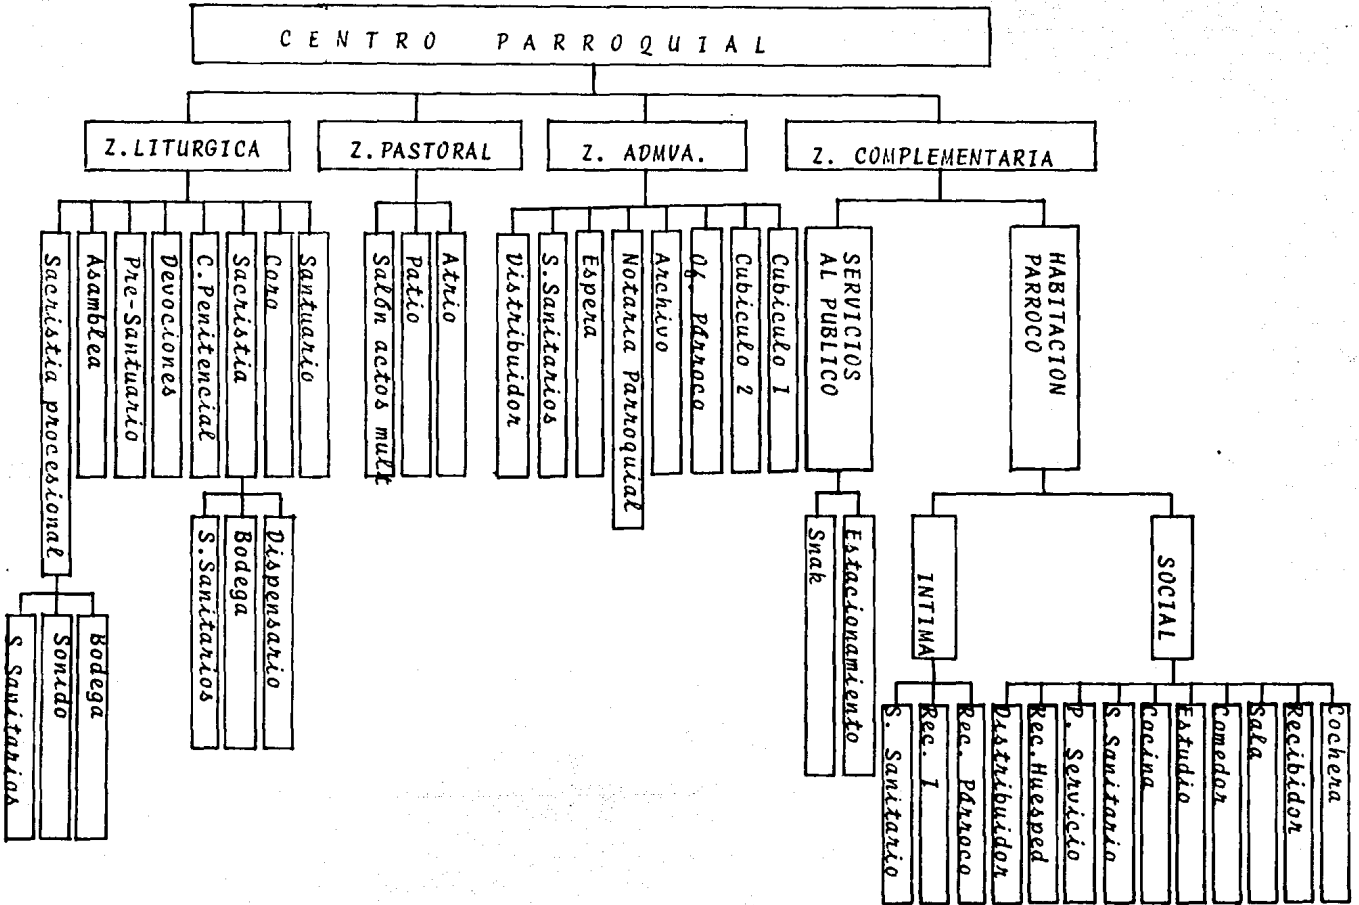 CENTRO PARROQUIAL
Z. LITURGICA
Z. PASTORAL
Z. ADMVA.
Z. COMPLEMENTARIA
Sacristia procesional
Asamblea
Pre-Santuario
Devociones
C. Penitencial
Sacristia
Coro
Santuario
Salón actos mult
Patio
Atrio
Distribuidor
S. Sanitarios
Espera
Notaria Parroquial
Archivo
Of. Párroco
Cubiculo 2
Cubiculo 1
SERVICIOS
AL PUBLICO
HABITACION
PARROCO
S. Sanitarios
Sonido
Bodega
S. Sanitarios
Bodega
Dispensario
Snak
Estacionamiento
INTIMA
SOCIAL
S. Sanitario
Rec. 1
Rec. Párroco
Distribuidor
Rec. Huesped
P. Servicio
S. Sanitario
Cocina
Estudio
Comedor
Sala
Recibidor
Cochera